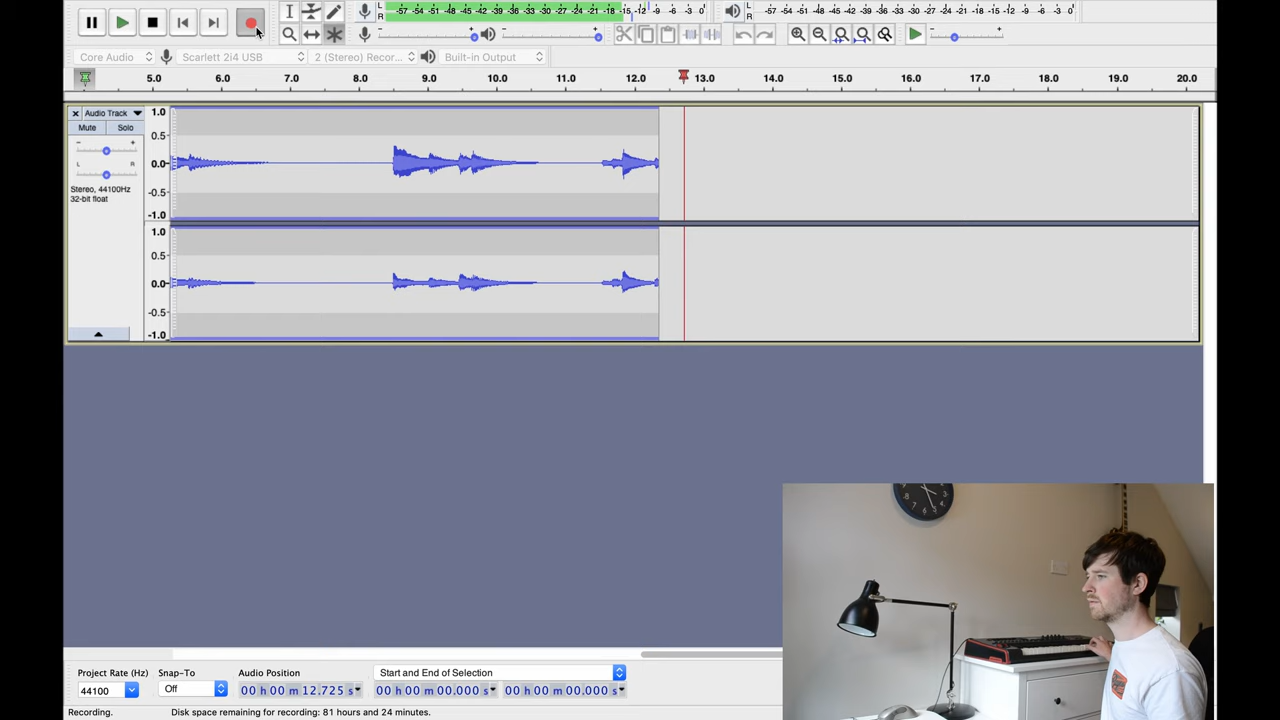 L
R
-57 -54 -51 -48 -45 -42 -39 -36 -33 -30 -27 -24 -21 -18 -15 -12 -9 -6 -3 0
L
R
-57 -54 -51 -48 -45 -42 -39 -36 -33 -30 -27 -24 -21 -18 -15 -12 -9 -6 -3 0
- + - +
- +
Core Audio
Scarlett 2i4 USB
2 (Stereo) Recor...
Built-in Output
5.0 6.0 7.0 8.0 9.0 10.0 11.0 12.0 13.0 14.0 15.0 16.0 17.0 18.0 19.0 20.0
× Audio Track
Mute Solo
- +
L R
Stereo, 44100Hz
32-bit float
1.0
0.5-
0.0-
-0.5-
-1.0
1.0
0.5-
0.0-
-0.5-
-1.0
Project Rate (Hz)
44100
Snap-To
Off
Audio Position
00 h 00 m 12.725 s
Start and End of Selection
00 h 00 m 00.000 s
00 h 00 m 00.000 s
Recording.
Disk space remaining for recording: 81 hours and 24 minutes.